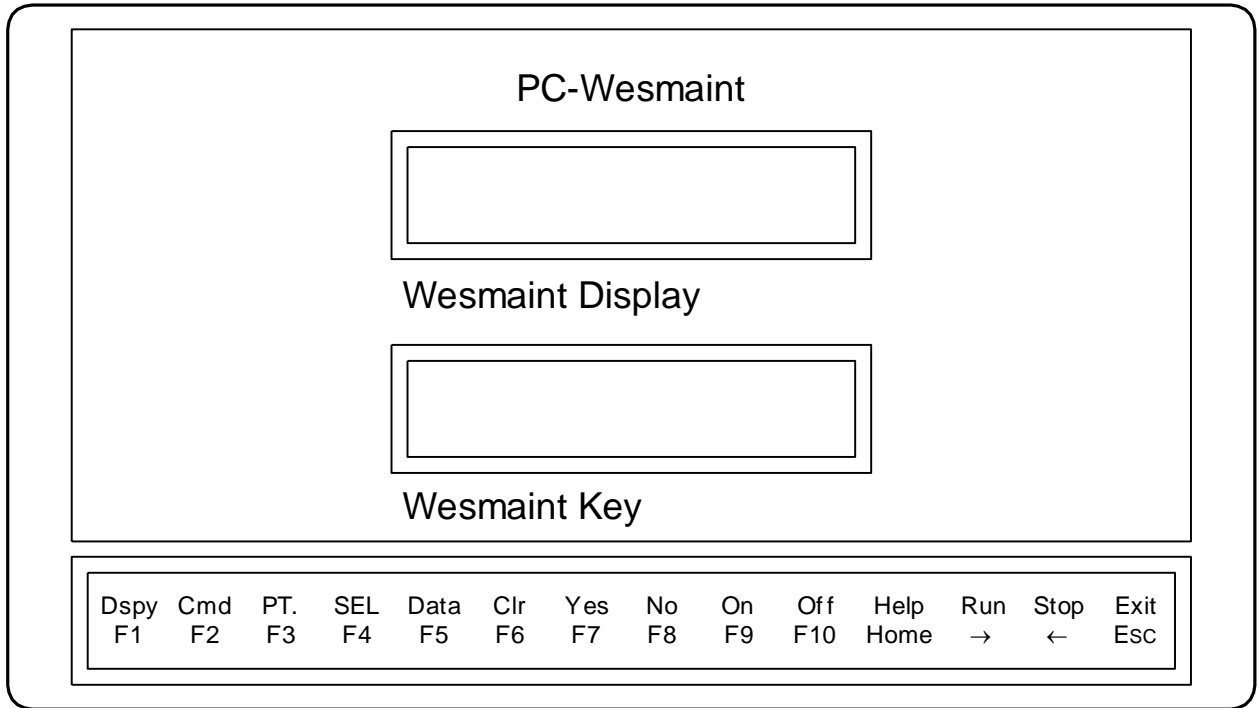 PC-Wesmaint
Wesmaint Display
Wesmaint Key
Dspy Cmd PT. SEL Data Clr Yes No On Off Help Run Stop Exit
F1 F2 F3 F4 F5 F6 F7 F8 F9 F10 Home → ← ESC